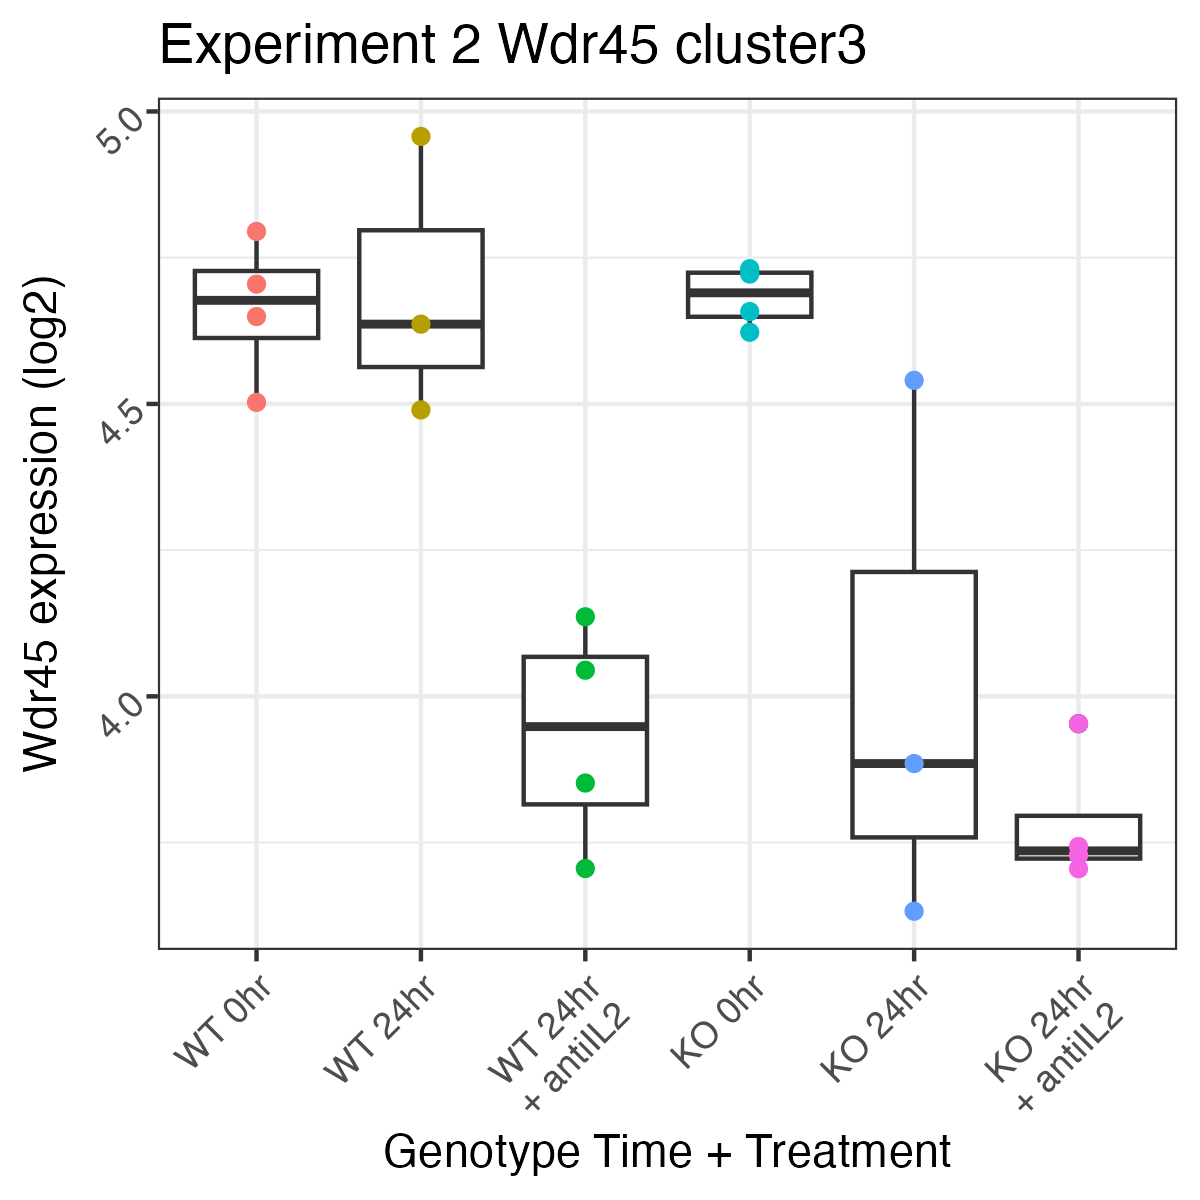 Experiment 2 Wdr45 cluster3
Wdr45 expression (log2)
5.0
4.5
4.0
WT 0hr
WT 24hr
WT 24hr
+ antiIL2
KO 0hr
KO 24hr
KO 24hr
+ antiIL2
Genotype Time + Treatment